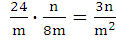 24/m · n/8m = 3n/m²